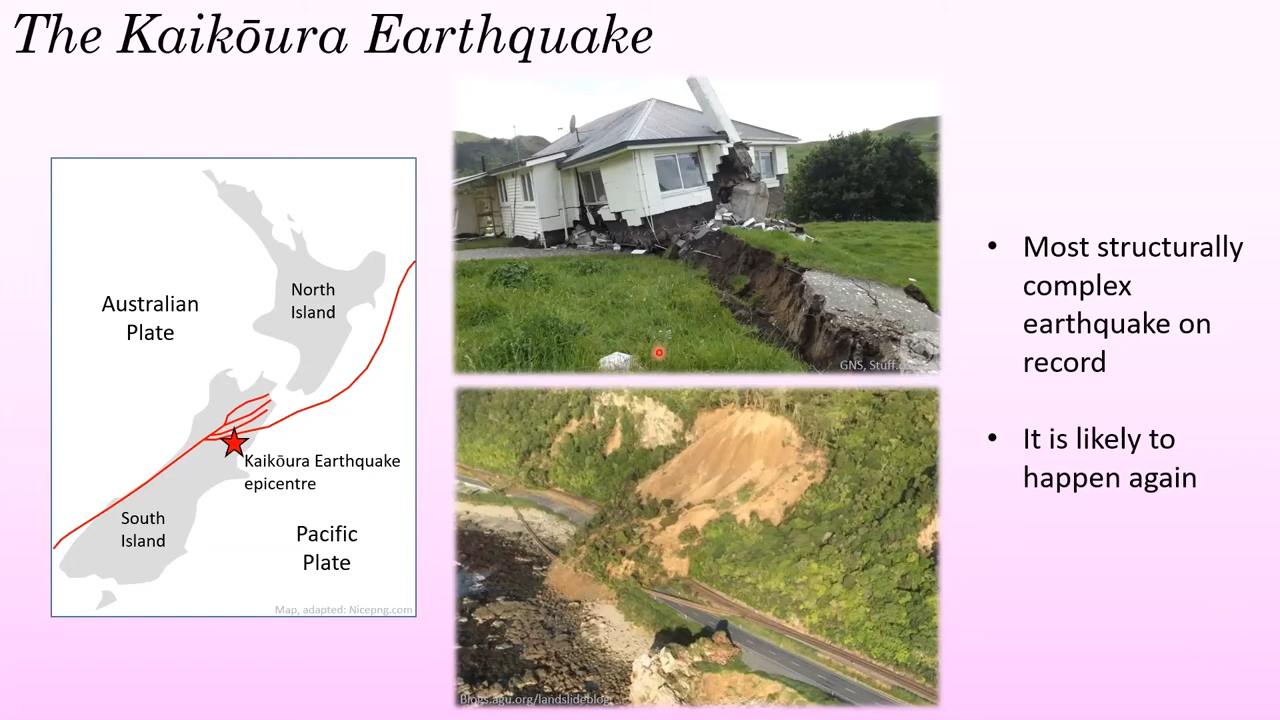 The Kaikōura Earthquake
Australian
Plate
North
Island
Kaikōura Earthquake
epicentre
South
Island
Pacific
Plate
Map, adapted: Nicepng.com
GNS, Stuff.c
Blogs.agu.org/landslideblog
• Most structurally
complex
earthquake on
record
• It is likely to
happen again